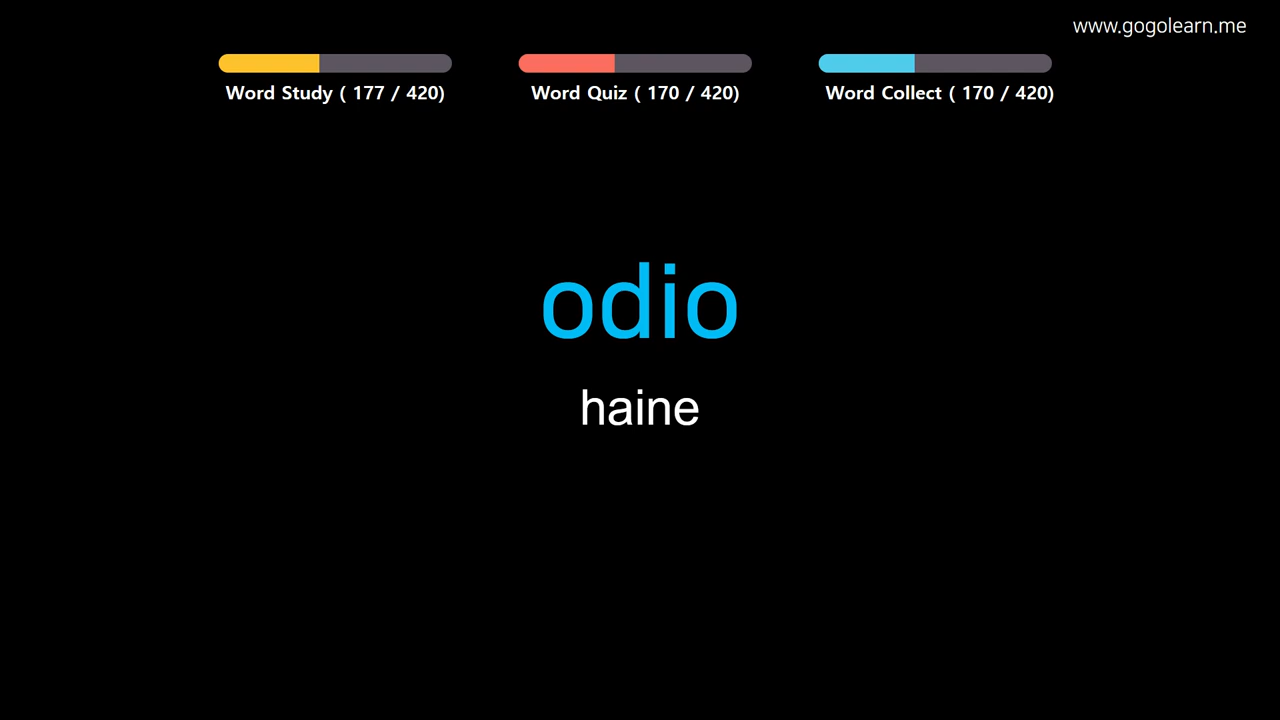 www.gogolearn.me
Word Study ( 177 / 420)
Word Quiz ( 170 / 420)
Word Collect ( 170 / 420)
odio
haine